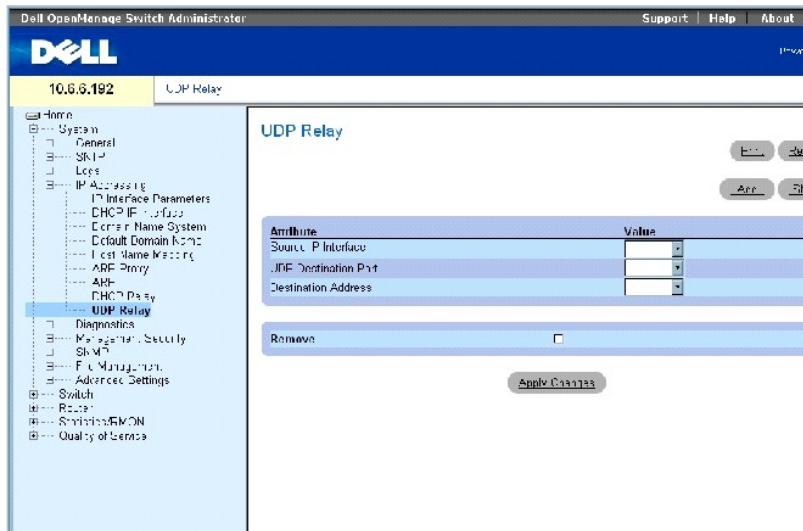 Dell OpenManage Switch Administrator
Support | Help | About
DELL
10.6.6.192
UDP Relay
Home
System
General
SNTP
Logs
IP Addressing
IP Interface Parameters
DHCP IP Interface
Domain Name System
Default Domain Name
Host Name Mapping
ARP Proxy
ARP
DHCP Relay
UDP Relay
Diagnostics
Management Security
SNMP
File Management
Advanced Settings
Switch
Router
Statistics/RMON
Quality of Service
UDP Relay
Print
Add
Attribute Value
Source IP Interface
UDP Destination Port
Destination Address
Remove
Apply Changes